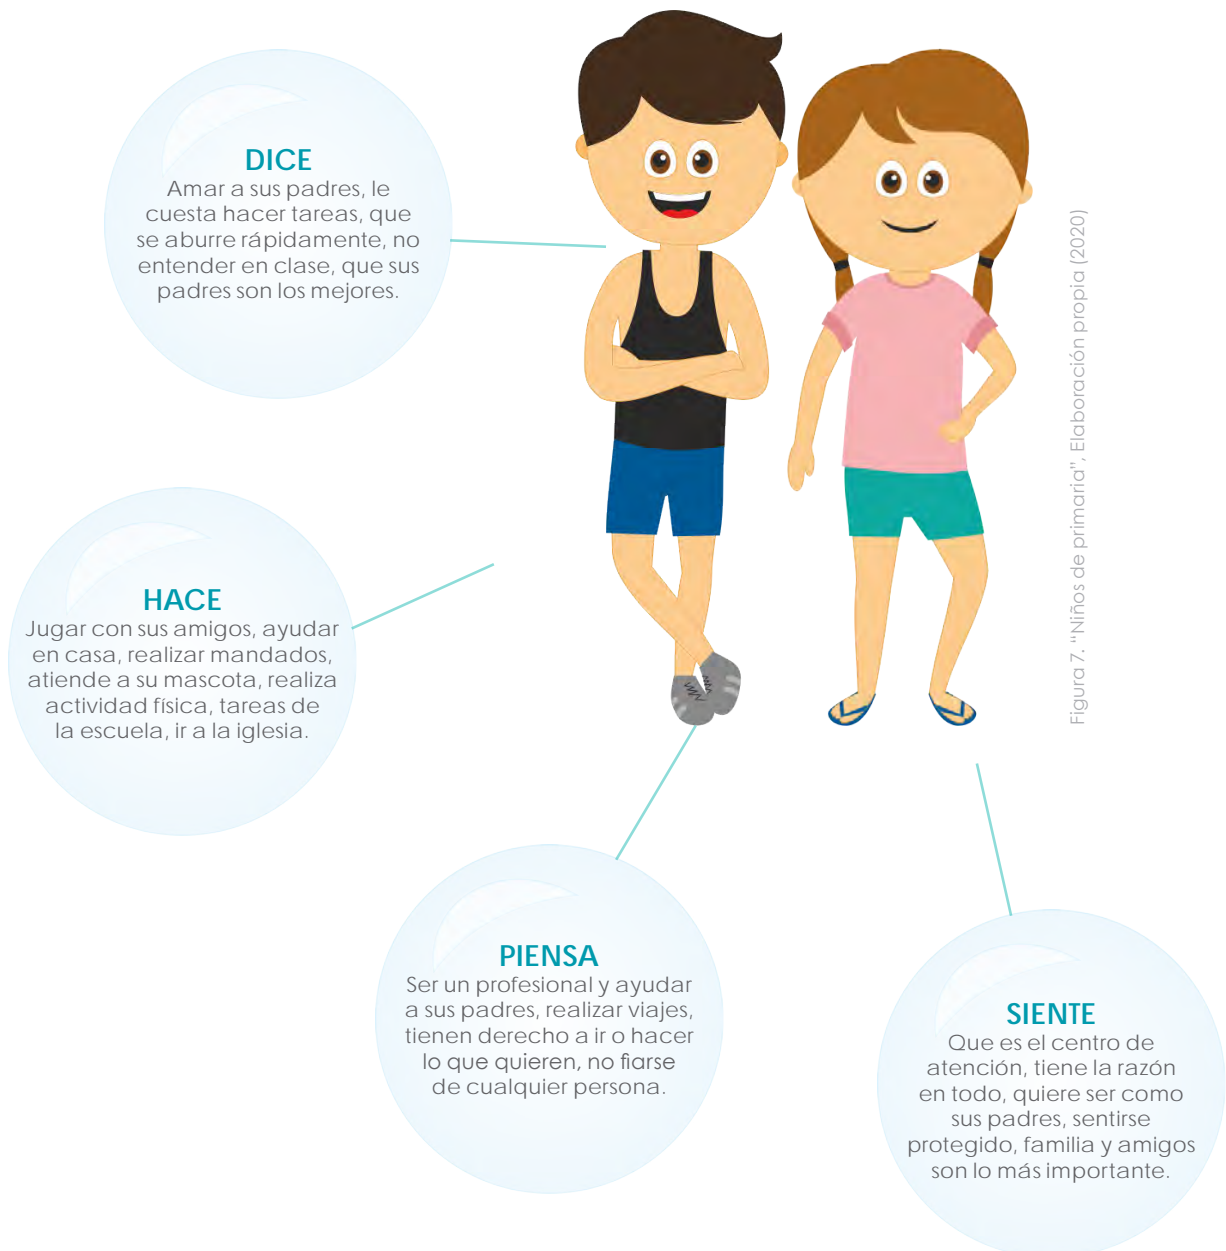 DICE
Amar a sus padres, le
cuesta hacer tareas, que
se aburre rápidamente, no
entender en clase, que sus
padres son los mejores.
HACE
Jugar con sus amigos, ayudar
en casa, realizar mandados,
atiende a su mascota, realiza
actividad física, tareas de
la escuela, ir a la iglesia.
PIENSA
Ser un profesional y ayudar
a sus padres, realizar viajes,
tienen derecho a ir o hacer
lo que quieren, no fiarse
de cualquier persona.
SIENTE
Que es el centro de
atención, tiene la razón
en todo, quiere ser como
sus padres, sentirse
protegido, familia y amigos
son lo más importante.
Figura 7. "Niños de primaria", Elaboración propia (2020)